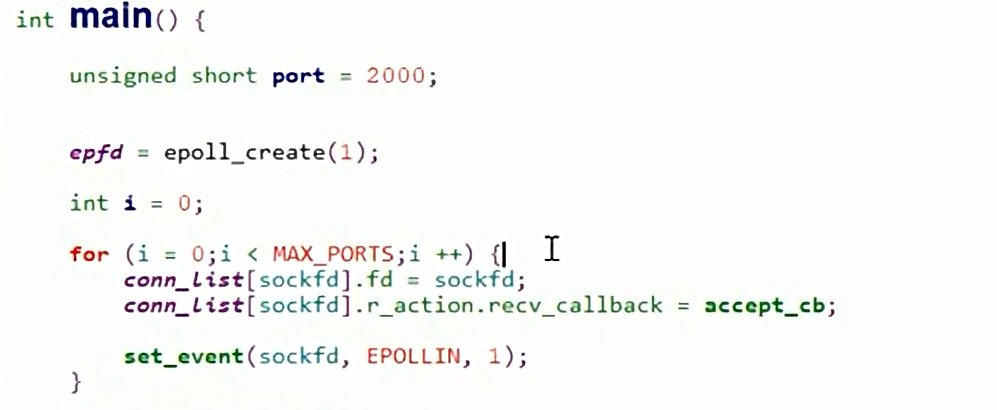 int main() {
unsigned short port = 2000;
epfd = epoll_create(1);
int i = 0;
for (i = 0;i < MAX_PORTS;i ++) {
conn_list[sockfd].fd = sockfd;
conn_list[sockfd].r_action.recv_callback = accept_cb;
set_event(sockfd, EPOLLIN, 1);
}